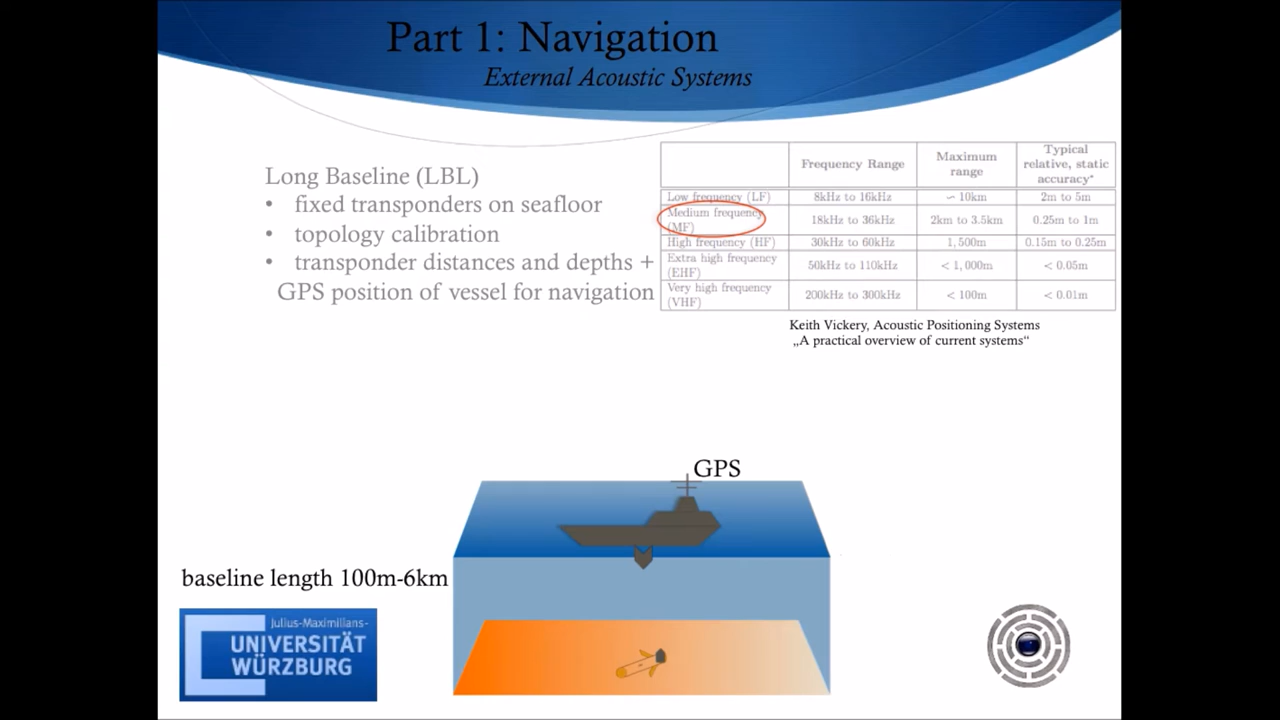 Part 1: Navigation
External Acoustic Systems
Long Baseline (LBL)
• fixed transponders on seafloor
• topology calibration
• transponder distances and depths +
GPS position of vessel for navigation
Frequency Range
Maximum
range
Typical
relative, static
accuracy*
Low frequency (LF) 8kHz to 16kHz ∼ 10km 2m to 5m
Medium frequency
(MF) 18kHz to 36kHz 2km to 3.5km 0.25m to 1m
High frequency (HF) 30kHz to 60kHz 1,500m 0.15m to 0.25m
Extra high frequency
(EHF) 50kHz to 110kHz < 1,000m < 0.05m
Very high frequency
(VHF) 200kHz to 300kHz < 100m < 0.01m
Keith Vickery, Acoustic Positioning Systems
„A practical overview of current systems“
GPS
baseline length 100m-6km
Julius-Maximilians-
UNIVERSITÄT
WÜRZBURG